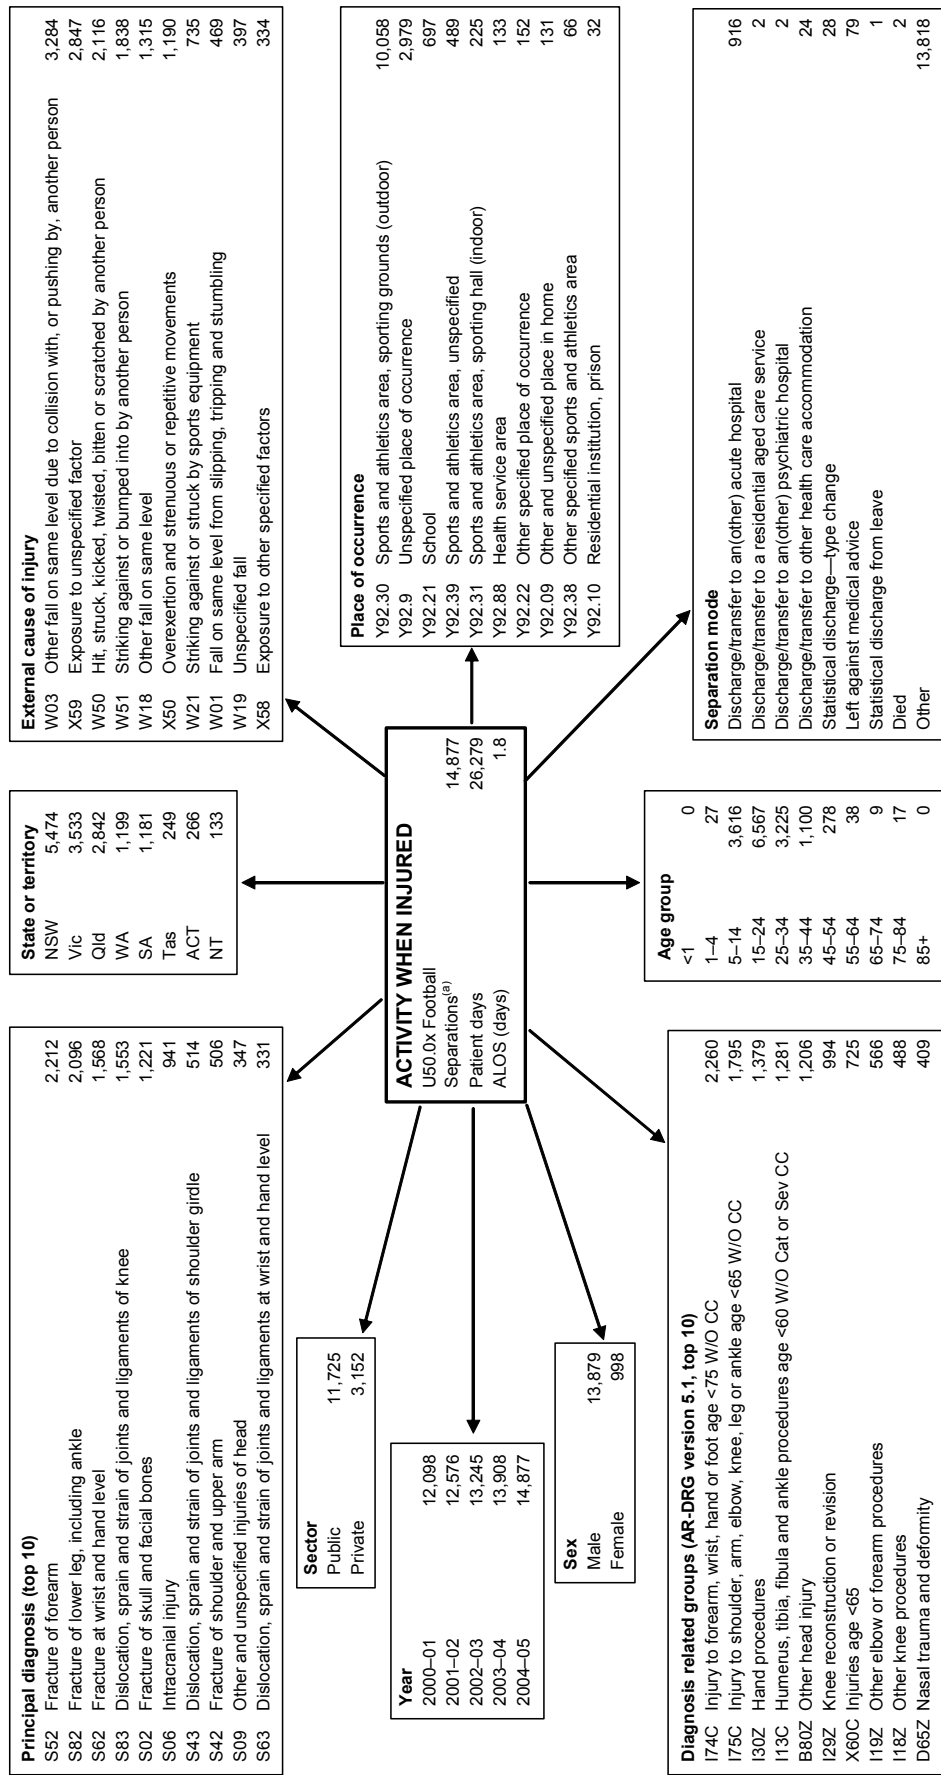 Principal diagnosis (top 10)
S52 Fracture of forearm 2,212
S82 Fracture of lower leg, including ankle 2,096
S62 Fracture at wrist and hand level 1,568
S83 Dislocation, sprain and strain of joints and ligaments of knee 1,553
S02 Fracture of skull and facial bones 1,221
S06 Intracranial injury 941
S43 Dislocation, sprain and strain of joints and ligaments of shoulder girdle 514
S42 Fracture of shoulder and upper arm 506
S09 Other and unspecified injuries of head 347
S63 Dislocation, sprain and strain of joints and ligaments at wrist and hand level 331
State or territory
NSW 5,474
Vic 3,533
Qld 2,842
WA 1,199
SA 1,181
Tas 249
ACT 266
NT 133
External cause of injury
W03 Other fall on same level due to collision with, or pushing by, another person 3,284
X59 Exposure to unspecified factor 2,847
W50 Hit, struck, kicked, twisted, bitten or scratched by another person 2,116
W51 Striking against or bumped into by another person 1,838
W18 Other fall on same level 1,315
X50 Overexertion and strenuous or repetitive movements 1,190
W21 Striking against or struck by sports equipment 735
W01 Fall on same level from slipping, tripping and stumbling 469
W19 Unspecified fall 397
X58 Exposure to other specified factors 334
Sector
Public 11,725
Private 3,152
Year
2000–01 12,098
2001–02 12,576
2002–03 13,245
2003–04 13,908
2004–05 14,877
Sex
Male 13,879
Female 998
ACTIVITY WHEN INJURED
U50.0x Football
Separations(a) 14,877
Patient days 26,279
ALOS (days) 1.8
Place of occurrence
Y92.30 Sports and athletics area, sporting grounds (outdoor) 10,058
Y92.9 Unspecified place of occurrence 2,979
Y92.21 School 697
Y92.39 Sports and athletics area, unspecified 489
Y92.31 Sports and athletics area, sporting hall (indoor) 225
Y92.88 Health service area 133
Y92.22 Other specified place of occurrence 152
Y92.09 Other and unspecified place in home 131
Y92.38 Other specified sports and athletics area 66
Y92.10 Residential institution, prison 32
Diagnosis related groups (AR-DRG version 5.1, top 10)
I74C Injury to forearm, wrist, hand or foot age <75 W/O CC 2,260
I75C Injury to shoulder, arm, elbow, knee, leg or ankle age <65 W/O CC 1,795
I30Z Hand procedures 1,379
I13C Humerus, tibia, fibula and ankle procedures age <60 W/O Cat or Sev CC 1,281
B80Z Other head injury 1,206
I29Z Knee reconstruction or revision 994
X60C Injuries age <65 725
I19Z Other elbow or forearm procedures 566
I18Z Other knee procedures 488
D65Z Nasal trauma and deformity 409
Age group
<1 0
1–4 27
5–14 3,616
15–24 6,567
25–34 3,225
35–44 1,100
45–54 278
55–64 38
65–74 9
75–84 17
85+ 0
Separation mode
Discharge/transfer to an(other) acute hospital 916
Discharge/transfer to a residential aged care service 2
Discharge/transfer to an(other) psychiatric hospital 2
Discharge/transfer to other health care accommodation 24
Statistical discharge—type change 28
Left against medical advice 79
Statistical discharge from leave 1
Died 2
Other 13,818